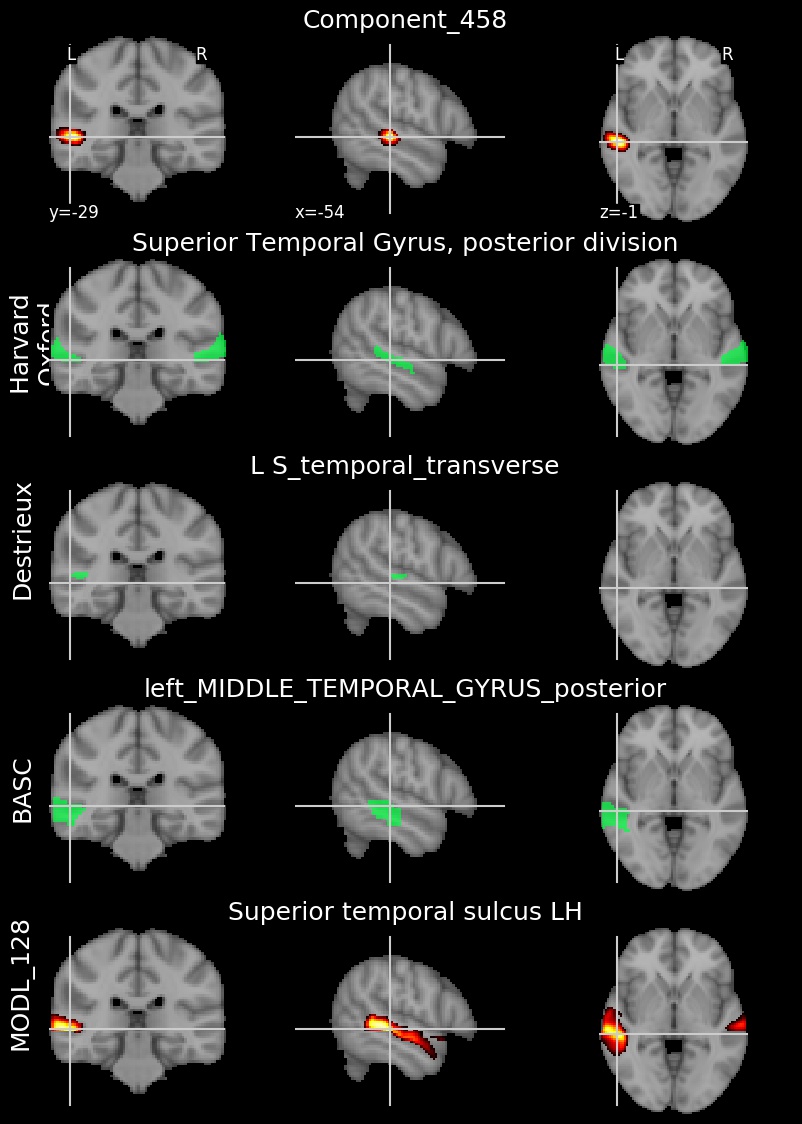 Component_458
L R L R
y=-29 x=-54 z=-1
Superior Temporal Gyrus, posterior division
Harvard
Oxford
L S_temporal_transverse
Destrieux
left_MIDDLE_TEMPORAL_GYRUS_posterior
BASC
Superior temporal sulcus LH
MODL_128